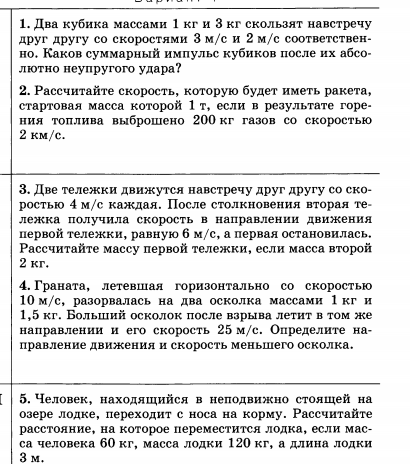 1. Два кубика массами 1 кг и 3 кг скользят навстречу
друг другу со скоростями 3 м/с и 2 м/с соответствен-
но. Каков суммарный импульс кубиков после их абсо-
лютно неупругого удара?
2. Рассчитайте скорость, которую будет иметь ракета,
стартовая масса которой 1 т, если в результате горе-
ния топлива выброшено 200 кг газов со скоростью
2 км/с.
3. Две тележки движутся навстречу друг другу со ско-
ростью 4 м/с каждая. После столкновения вторая те-
лежка получила скорость в направлении движения
первой тележки, равную 6 м/с, а первая остановилась.
Рассчитайте массу первой тележки, если масса второй
2 кг.
4. Граната, летевшая горизонтально со скоростью
10 м/с, разорвалась на два осколка массами 1 кг и
1,5 кг. Больший осколок после взрыва летит в том же
направлении и его скорость 25 м/с. Определите на-
правление движения и скорость меньшего осколка.
5. Человек, находящийся в неподвижно стоящей на
озере лодке, переходит с носа на корму. Рассчитайте
расстояние, на которое переместится лодка, если мас-
са человека 60 кг, масса лодки 120 кг, а длина лодки
3 м.